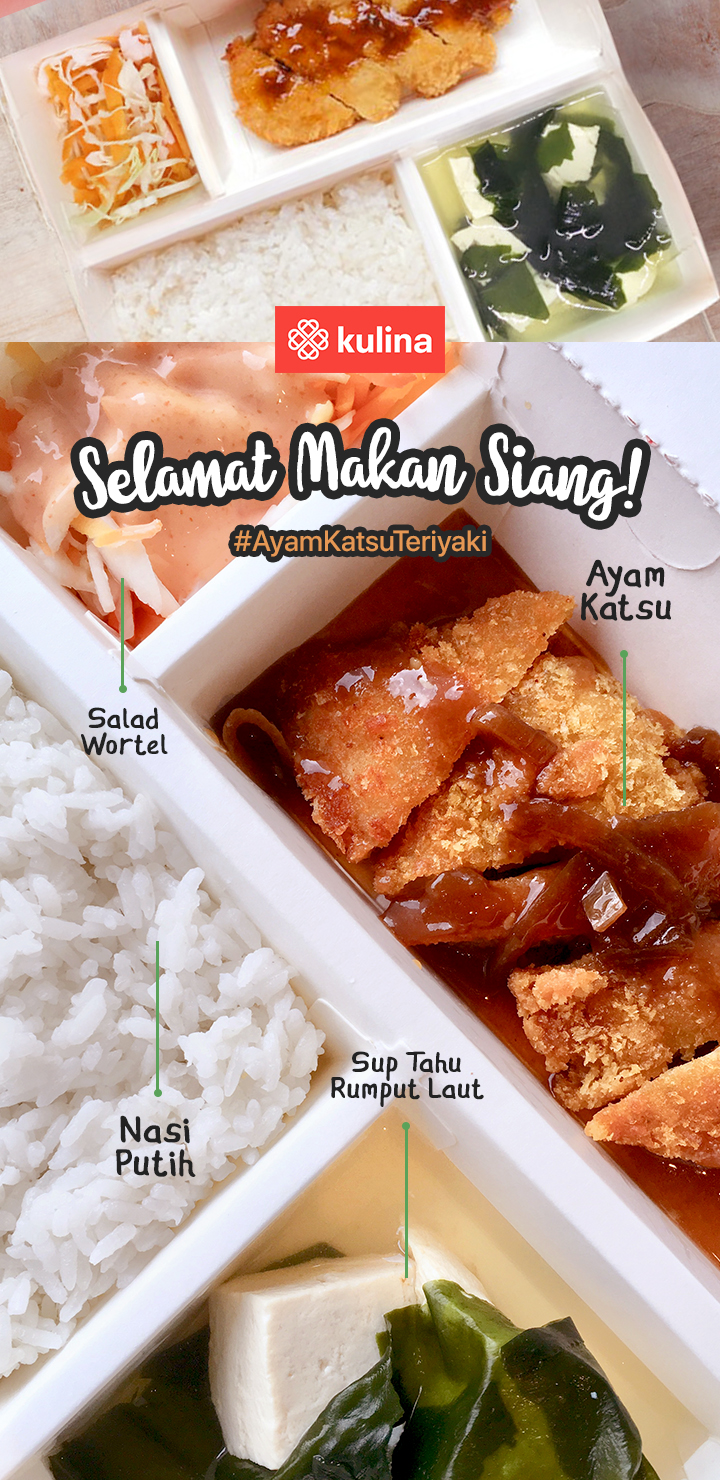 kulina
Selamat Makan Siang!
#AyamKatsuTeriyaki
Ayam
Katsu
Salad
Wortel
Sup Tahu
Rumput Laut
Nasi
Putih